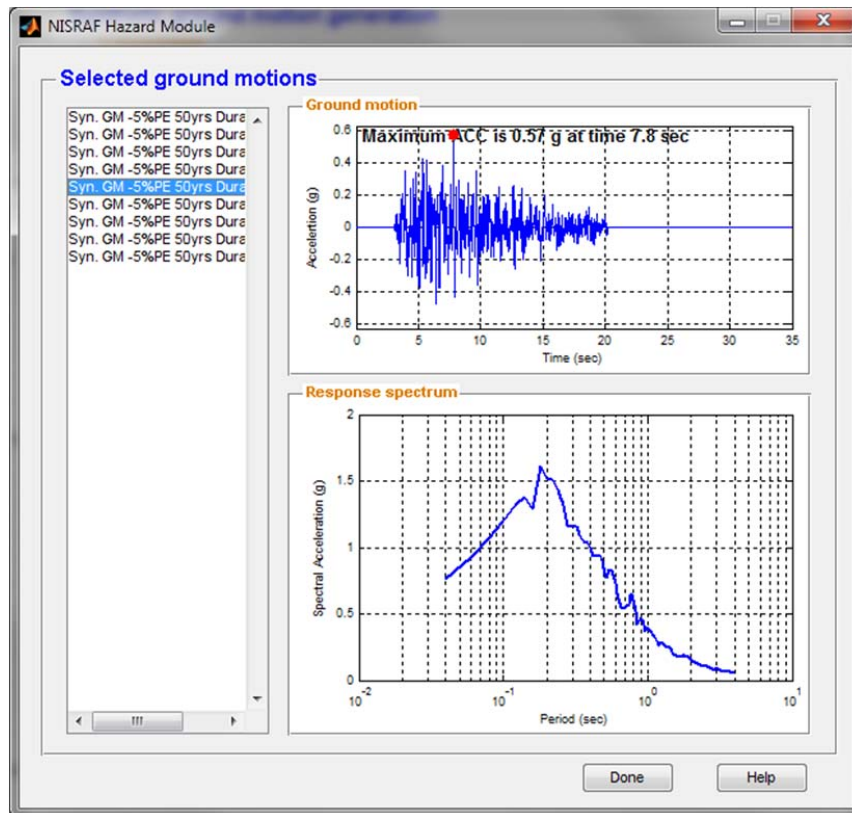 NISRAF Hazard Module
Selected ground motions
Syn. GM -5%PE 50yrs Dura
Syn. GM -5%PE 50yrs Dura
Syn. GM -5%PE 50yrs Dura
Syn. GM -5%PE 50yrs Dura
Syn. GM -5%PE 50yrs Dura
Syn. GM -5%PE 50yrs Dura
Syn. GM -5%PE 50yrs Dura
Syn. GM -5%PE 50yrs Dura
Syn. GM -5%PE 50yrs Dura
Ground motion
Maximum ACC is 0.57 g at time 7.8 sec
Accelertion (g)
0.6
0.4
0.2
0
-0.2
-0.4
-0.6
0 5 10 15 20 25 30 35
Time (sec)
Response spectrum
Spectral Acceleration (g)
2
1.5
1
0.5
0
10^-2 10^-1 10^0 10^1
Period (sec)
Done Help